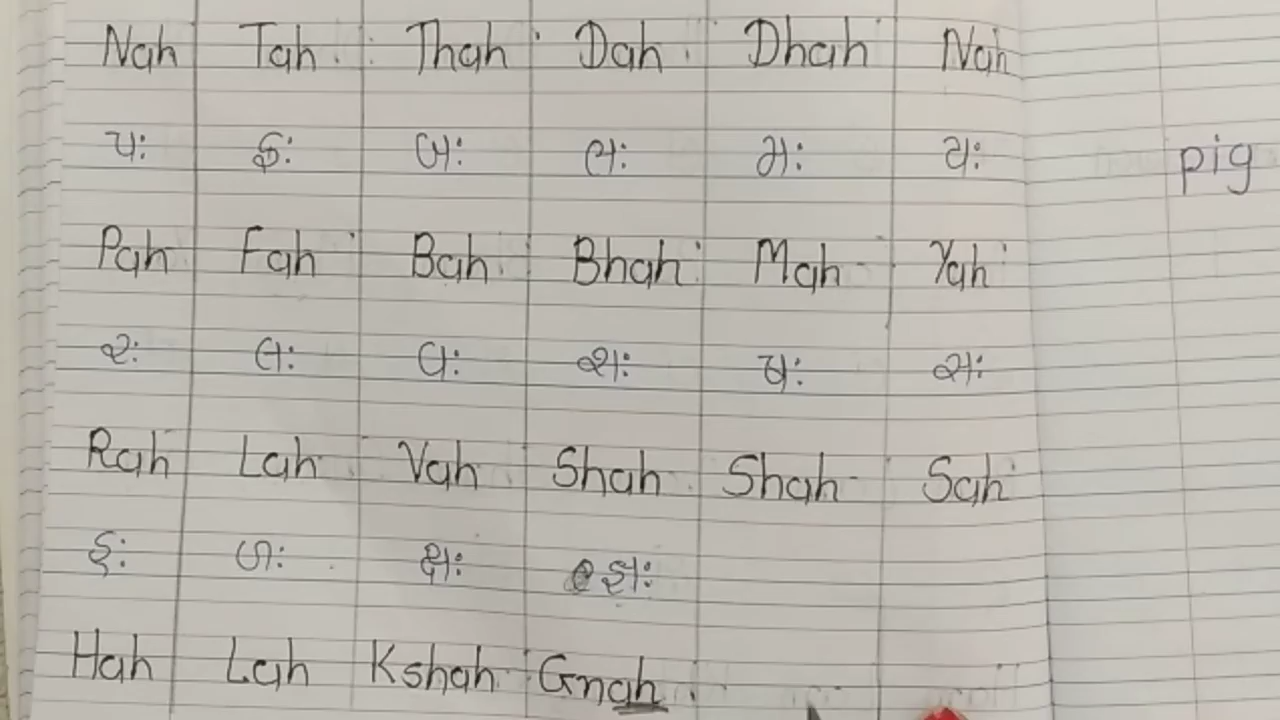 Nah Tah Thah Dah Dhah Nah
પઃ ફઃ બઃ ભઃ મઃ યઃ
pig
Pah Fah Bah Bhah Mah Yah
રઃ લઃ વઃ શઃ ષઃ સઃ
Rah Lah Vah Shah Shah Sah
હઃ ળઃ ક્ષઃ જ્ઞઃ
Hah Lah Kshah Gnah